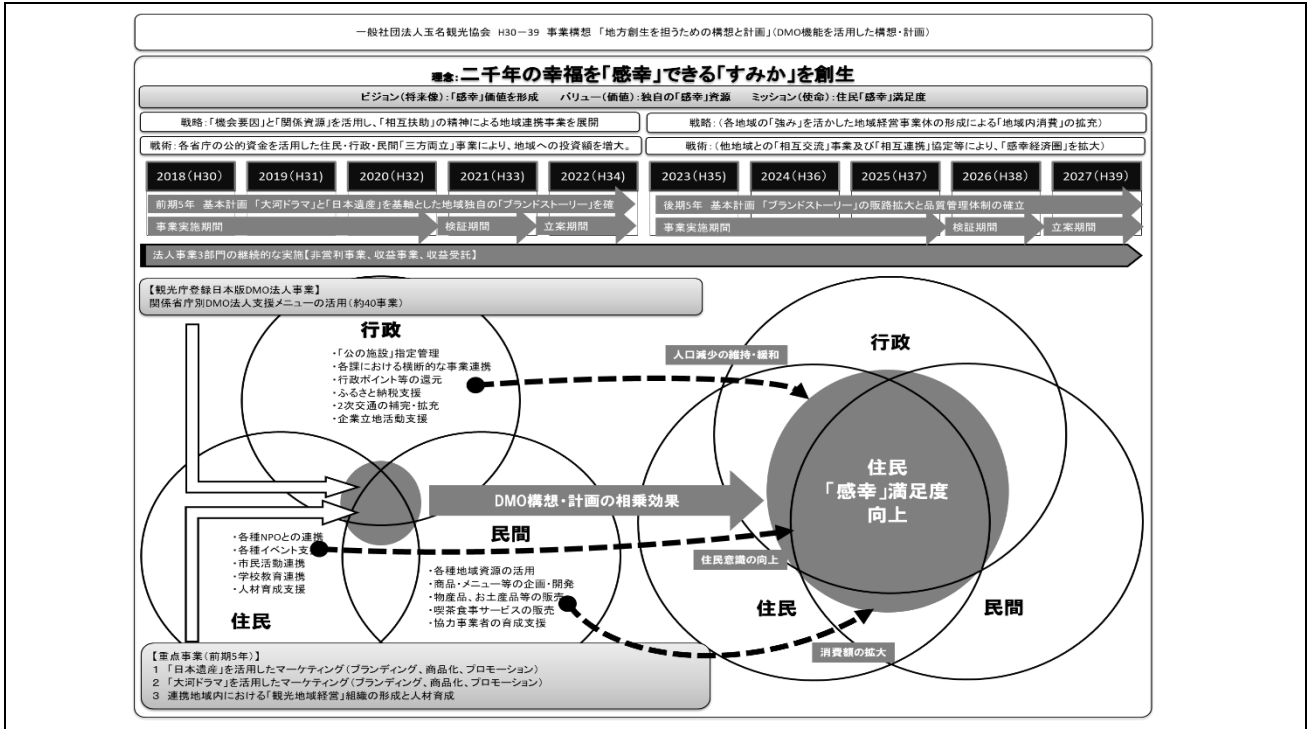 一般社団法人玉名観光協会 H30－39 事業構想 「地方創生を担うための構想と計画」(DMO機能を活用した構想・計画)
理念:二千年の幸福を「感幸」できる「すみか」を創生
ビジョン(将来像):「感幸」価値を形成 バリュー(価値):独自の「感幸」資源 ミッション(使命):住民「感幸」満足度
戦略:「機会要因」と「関係資源」を活用し、「相互扶助」の精神による地域連携事業を展開
戦略:(各地域の「強み」を活かした地域経営事業体の形成による「地域内消費」の拡充)
戦術:各省庁の公的資金を活用した住民・行政・民間「三方両立」事業により、地域への投資額を増大。
戦術:(他地域との「相互交流」事業及び「相互連携」協定等により、「感幸経済圏」を拡大)
2018(H30) 2019(H31) 2020(H32) 2021(H33) 2022(H34) 2023(H35) 2024(H36) 2025(H37) 2026(H38) 2027(H39)
前期5年 基本計画 「大河ドラマ」と「日本遺産」を基軸とした地域独自の「ブランドストーリー」を確
後期5年 基本計画 「ブランドストーリー」の販路拡大と品質管理体制の確立
事業実施期間 検証期間 立案期間 事業実施期間 検証期間 立案期間
法人事業3部門の継続的な実施【非営利事業、収益事業、収益受託】
【観光庁登録日本版DMO法人事業】
関係省庁別DMO法人支援メニューの活用(約40事業)
行政
・「公の施設」指定管理
・各課における横断的な事業連携
・行政ポイント等の還元
・ふるさと納税支援
・2次交通の補完・拡充
・企業立地活動支援
人口減少の維持・緩和
行政
住民
「感幸」満足度
向上
DMO構想・計画の相乗効果
民間
・各種NPOとの連携
・各種イベント支
・市民活動連携
・学校教育連携
・人材育成支援
住民
・各種地域資源の活用
・商品・メニュー等の企画・開発
・物産品、お土産品等の販売
・喫茶食事サービスの販売
・協力事業者の育成支援
住民意識の向上
住民
民間
消費額の拡大
【重点事業(前期5年)】
1 「日本遺産」を活用したマーケティング(ブランディング、商品化、プロモーション)
2 「大河ドラマ」を活用したマーケティング(ブランディング、商品化、プロモーション)
3 連携地域内における「観光地域経営」組織の形成と人材育成